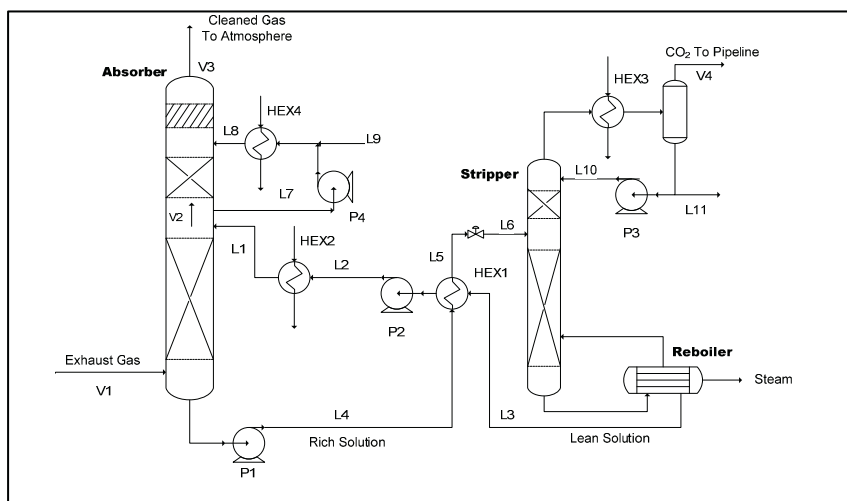 Cleaned Gas
To Atmosphere
V3
Absorber
CO₂ To Pipeline
V4
HEX3
HEX4
L8
L9
Stripper
L10
L7
P4
V2
L11
P3
L6
L1
HEX2
L2
L5
HEX1
P2
Exhaust Gas
V1
Reboiler
Steam
L4
L3
Rich Solution
Lean Solution
P1